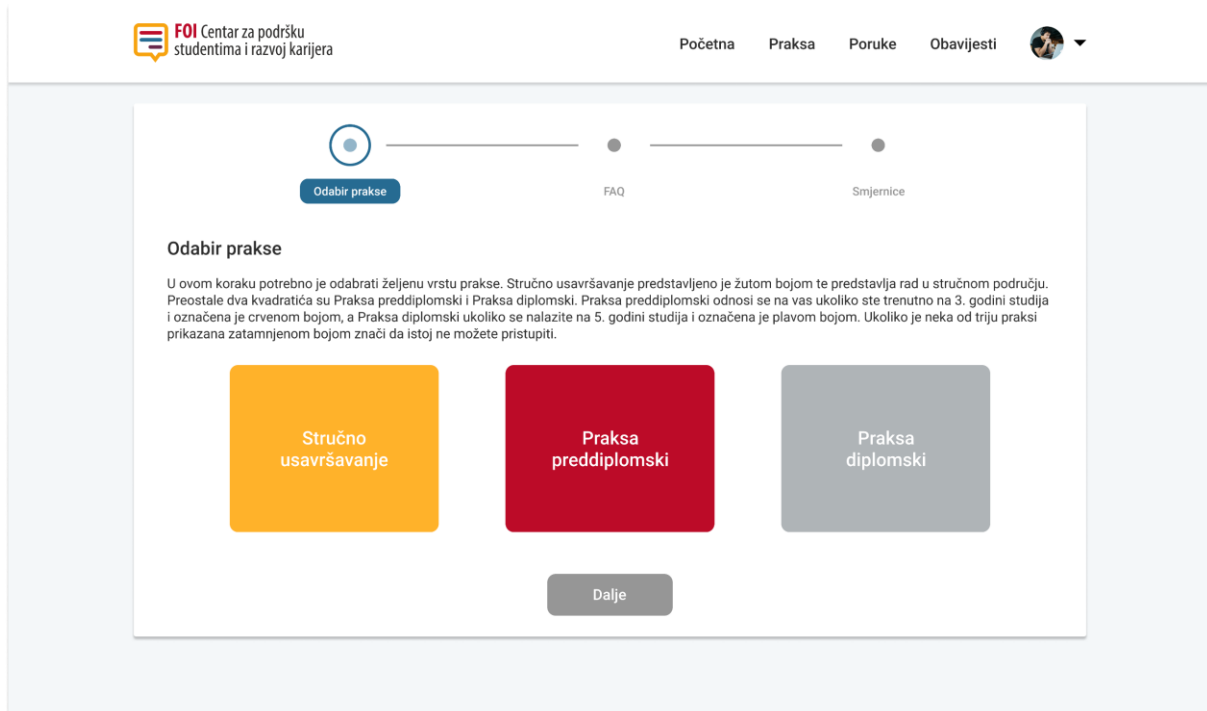 FOI Centar za podršku
studentima i razvoj karijera
Početna Praksa Poruke Obavijesti
Odabir prakse FAQ Smjernice
Odabir prakse
U ovom koraku potrebno je odabrati željenu vrstu prakse. Stručno usavršavanje predstavljeno je žutom bojom te predstavlja rad u stručnom području.
Preostale dva kvadratića su Praksa preddiplomski i Praksa diplomski. Praksa preddiplomski odnosi se na vas ukoliko ste trenutno na 3. godini studija
i označena je crvenom bojom, a Praksa diplomski ukoliko se nalazite na 5. godini studija i označena je plavom bojom. Ukoliko je neka od triju praksi
prikazana zatamnjenom bojom znači da istoj ne možete pristupiti.
Stručno
usavršavanje
Praksa
preddiplomski
Praksa
diplomski
Dalje